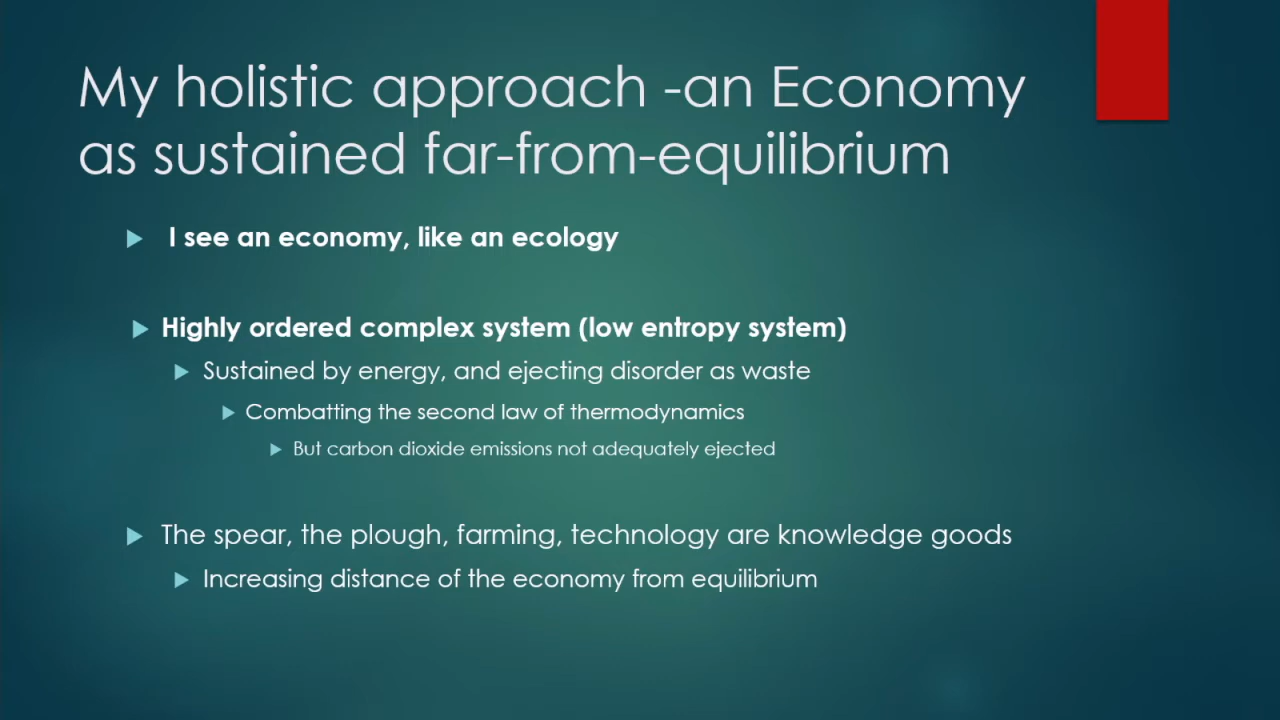 My holistic approach -an Economy
as sustained far-from-equilibrium
I see an economy, like an ecology
Highly ordered complex system (low entropy system)
Sustained by energy, and ejecting disorder as waste
Combatting the second law of thermodynamics
But carbon dioxide emissions not adequately ejected
The spear, the plough, farming, technology are knowledge goods
Increasing distance of the economy from equilibrium